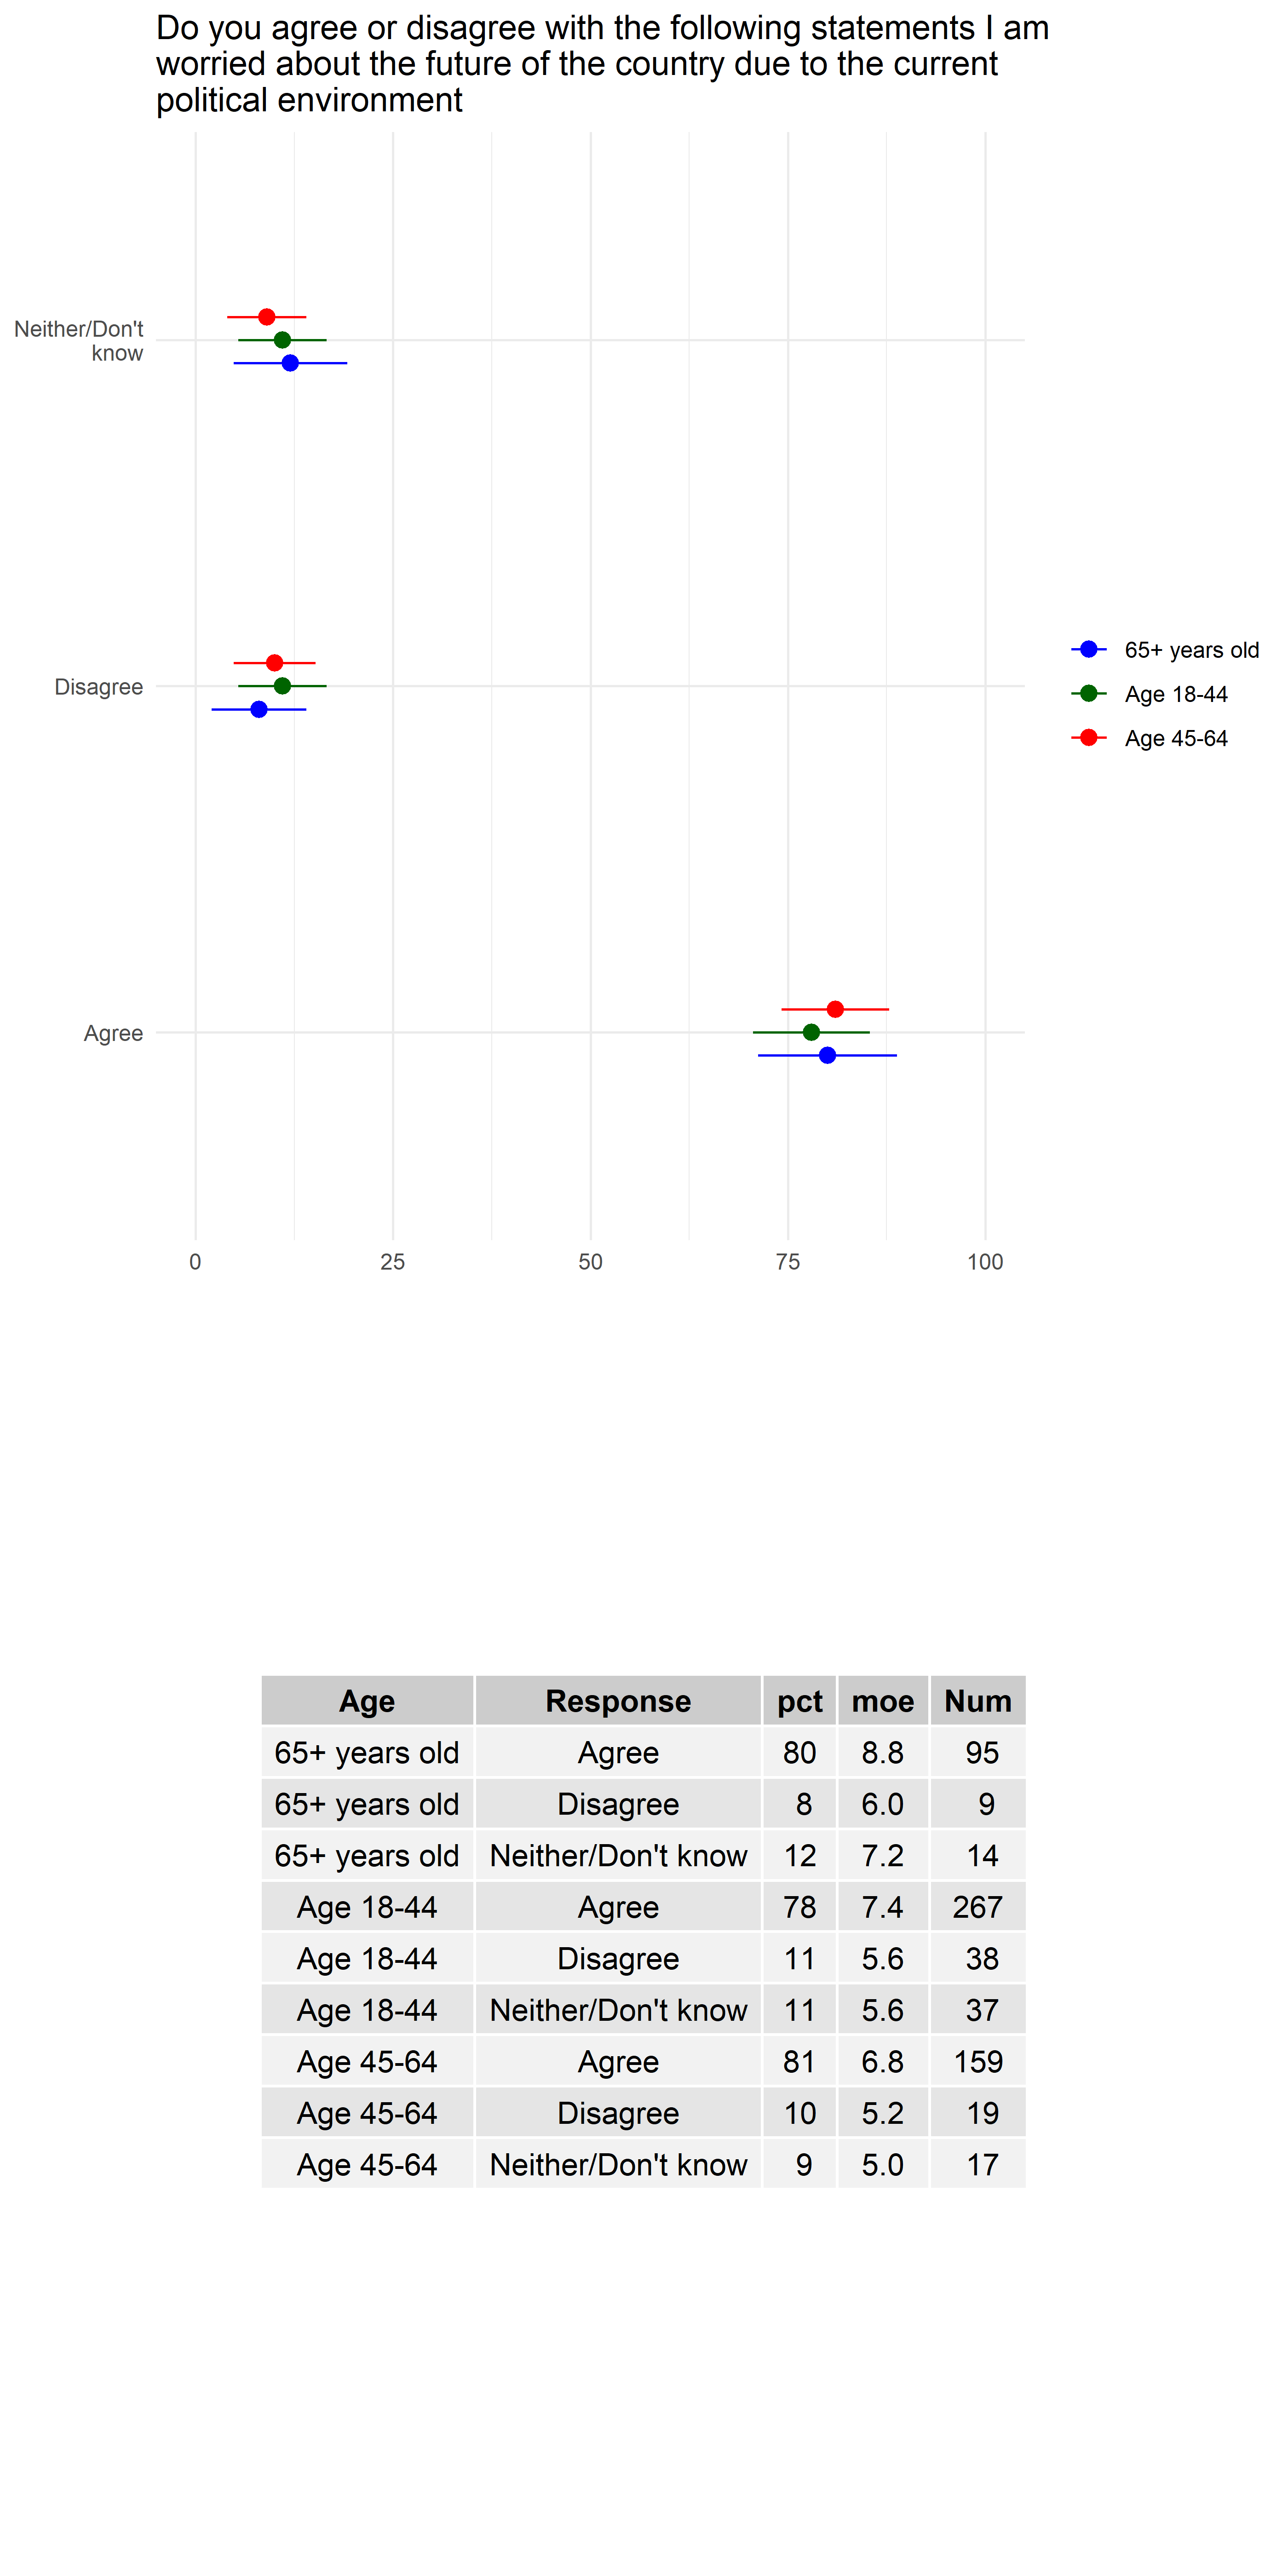 Do you agree or disagree with the following statements I am
worried about the future of the country due to the current
political environment
Neither/Don't
know
Disagree
Agree
0 25 50 75 100
65+ years old
Age 18-44
Age 45-64
Age Response pct moe Num
65+ years old Agree 80 8.8 95
65+ years old Disagree 8 6.0 9
65+ years old Neither/Don't know 12 7.2 14
Age 18-44 Agree 78 7.4 267
Age 18-44 Disagree 11 5.6 38
Age 18-44 Neither/Don't know 11 5.6 37
Age 45-64 Agree 81 6.8 159
Age 45-64 Disagree 10 5.2 19
Age 45-64 Neither/Don't know 9 5.0 17